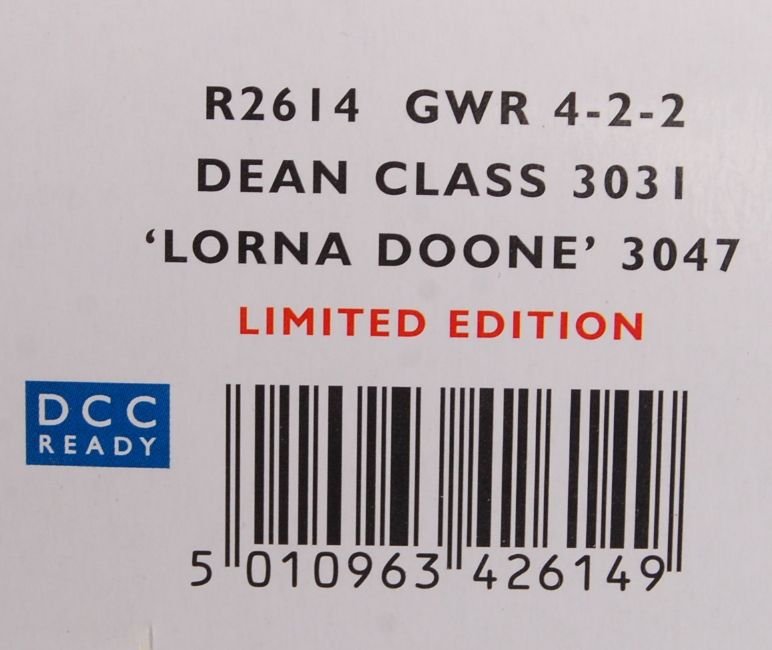 R2614 GWR 4-2-2
DEAN CLASS 3031
‘LORNA DOONE’ 3047
LIMITED EDITION
DCC
READY
5 010963 426149